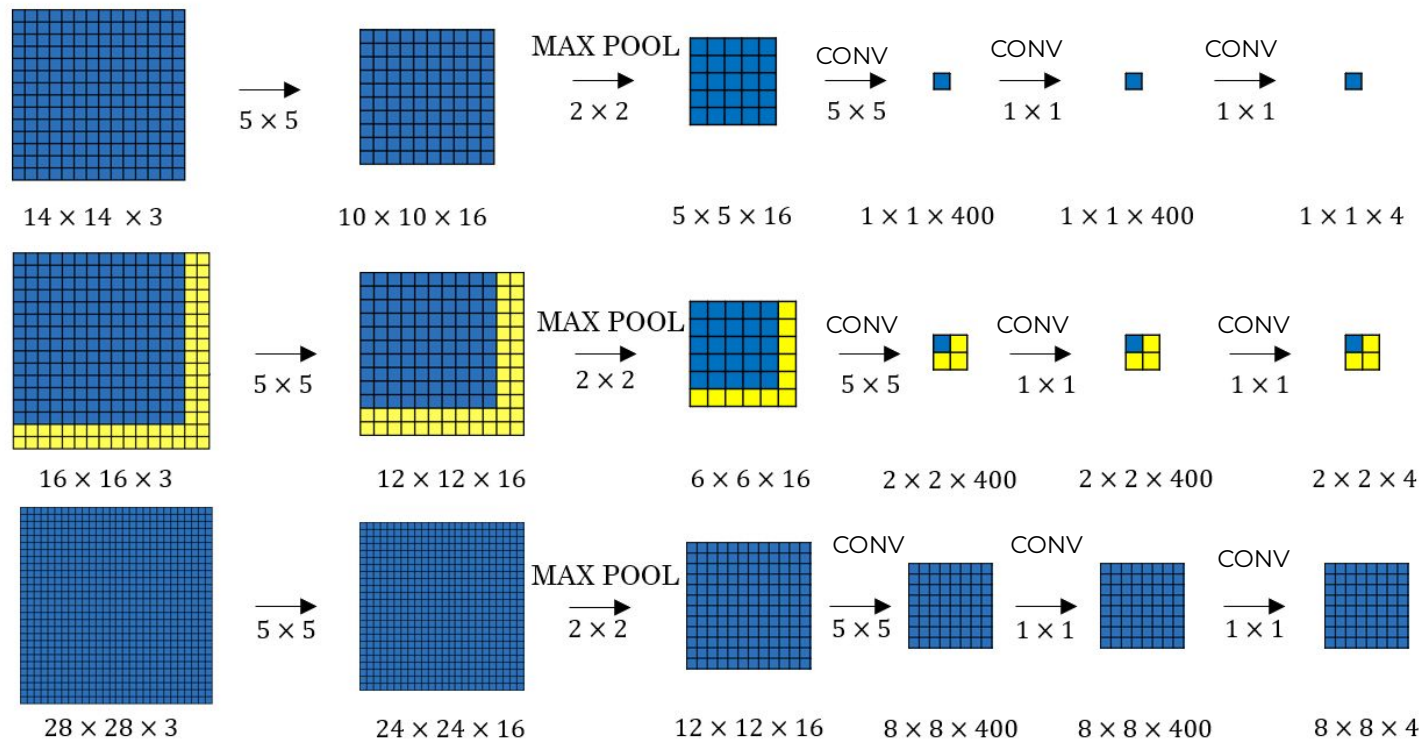 MAX POOL CONV CONV CONV
5 × 5 2 × 2 5 × 5 1 × 1 1 × 1
14 × 14 × 3 10 × 10 × 16 5 × 5 × 16 1 × 1 × 400 1 × 1 × 400 1 × 1 × 4
MAX POOL CONV CONV CONV
5 × 5 2 × 2 5 × 5 1 × 1 1 × 1
16 × 16 × 3 12 × 12 × 16 6 × 6 × 16 2 × 2 × 400 2 × 2 × 400 2 × 2 × 4
MAX POOL CONV CONV CONV
5 × 5 2 × 2 5 × 5 1 × 1 1 × 1
28 × 28 × 3 24 × 24 × 16 12 × 12 × 16 8 × 8 × 400 8 × 8 × 400 8 × 8 × 4